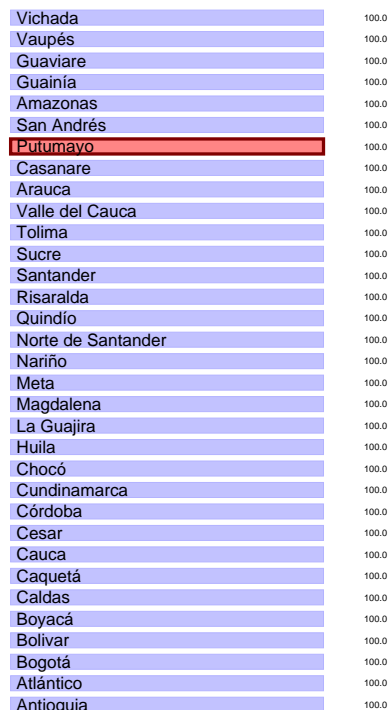 Vichada 100.0
Vaupés 100.0
Guaviare 100.0
Guainía 100.0
Amazonas 100.0
San Andrés 100.0
Putumayo 100.0
Casanare 100.0
Arauca 100.0
Valle del Cauca 100.0
Tolima 100.0
Sucre 100.0
Santander 100.0
Risaralda 100.0
Quindío 100.0
Norte de Santander 100.0
Nariño 100.0
Meta 100.0
Magdalena 100.0
La Guajira 100.0
Huila 100.0
Chocó 100.0
Cundinamarca 100.0
Córdoba 100.0
Cesar 100.0
Cauca 100.0
Caquetá 100.0
Caldas 100.0
Boyacá 100.0
Bolivar 100.0
Bogotá 100.0
Atlántico 100.0
Antioquia 100.0